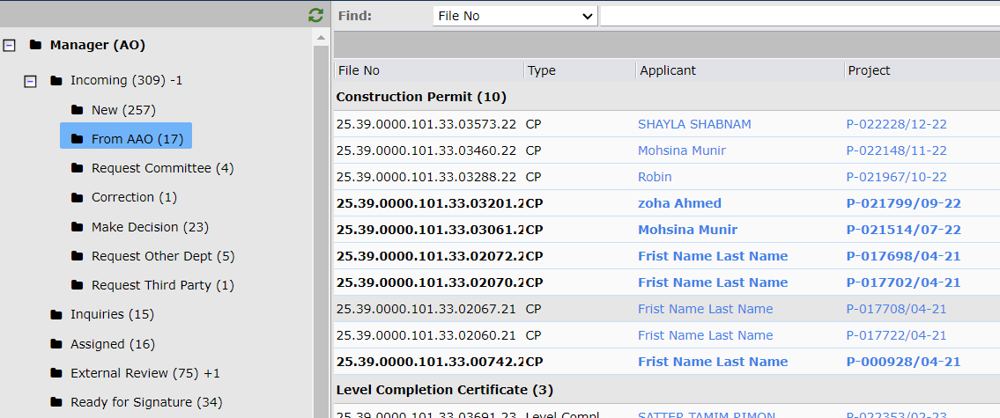 Manager (AO)
Incoming (309) -1
New (257)
From AAO (17)
Request Committee (4)
Correction (1)
Make Decision (23)
Request Other Dept (5)
Request Third Party (1)
Inquiries (15)
Assigned (16)
External Review (75) +1
Ready for Signature (34)
Find: File No
File No Type Applicant Project
Construction Permit (10)
25.39.0000.101.33.03573.22 CP SHAYLA SHABNAM P-022228/12-22
25.39.0000.101.33.03460.22 CP Mohsina Munir P-022148/11-22
25.39.0000.101.33.03288.22 CP Robin P-021967/10-22
25.39.0000.101.33.03201.2 CP zoha Ahmed P-021799/09-22
25.39.0000.101.33.03061.2 CP Mohsina Munir P-021514/07-22
25.39.0000.101.33.02072.2 CP Frist Name Last Name P-017698/04-21
25.39.0000.101.33.02070.2 CP Frist Name Last Name P-017702/04-21
25.39.0000.101.33.02067.21 CP Frist Name Last Name P-017708/04-21
25.39.0000.101.33.02060.21 CP Frist Name Last Name P-017722/04-21
25.39.0000.101.33.00742.2 CP Frist Name Last Name P-000928/04-21
Level Completion Certificate (3)
25.39.0000.101.33.03691.23 Level Compl SATTER TAMIM RIMON P-022353/02-23